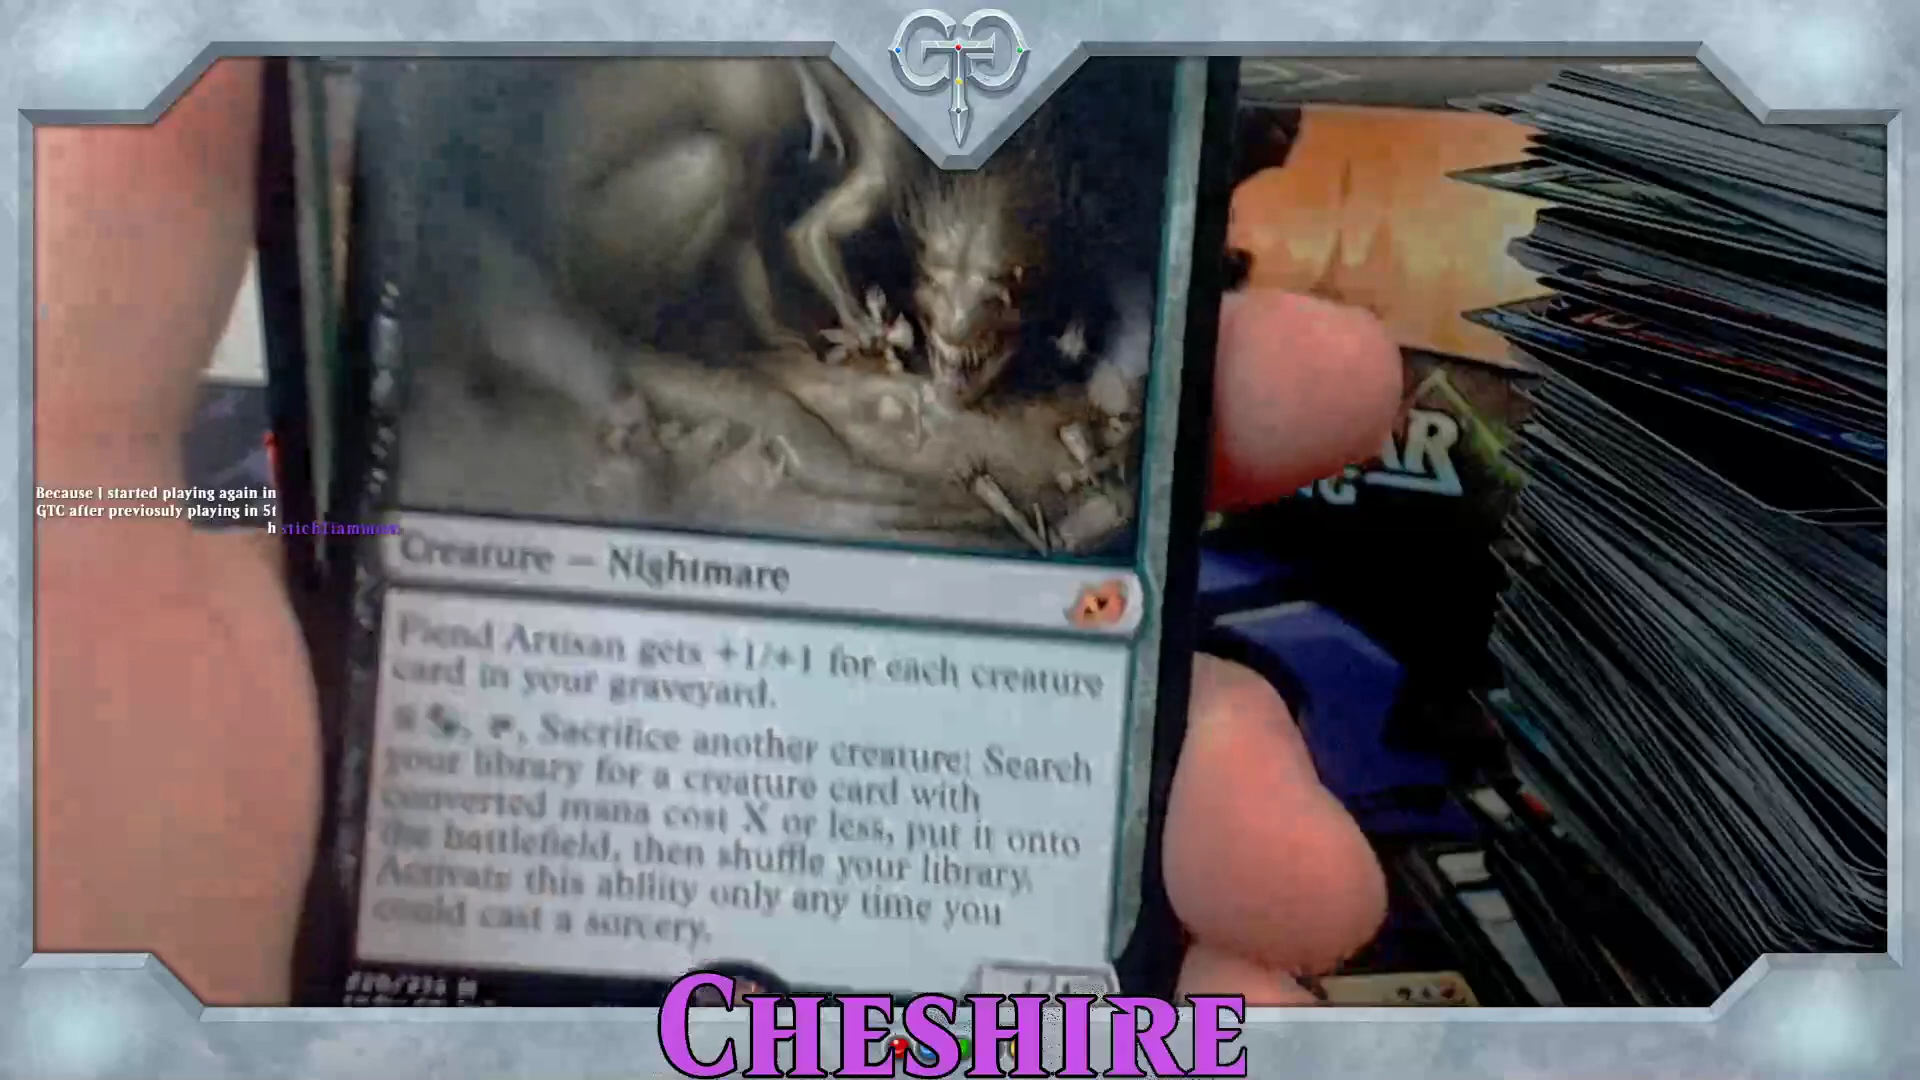 Because I started playing again in
GTC after previosuly playing in 5t
h
Creature — Nightmare
Fiend Artisan gets +1/+1 for each creature
card in your graveyard.
Sacrifice another creature: Search
your library for a creature card with
converted mana cost X or less, put it onto
the battlefield, then shuffle your library.
Activate this ability only any time you
could cast a sorcery.
CHESHIRE